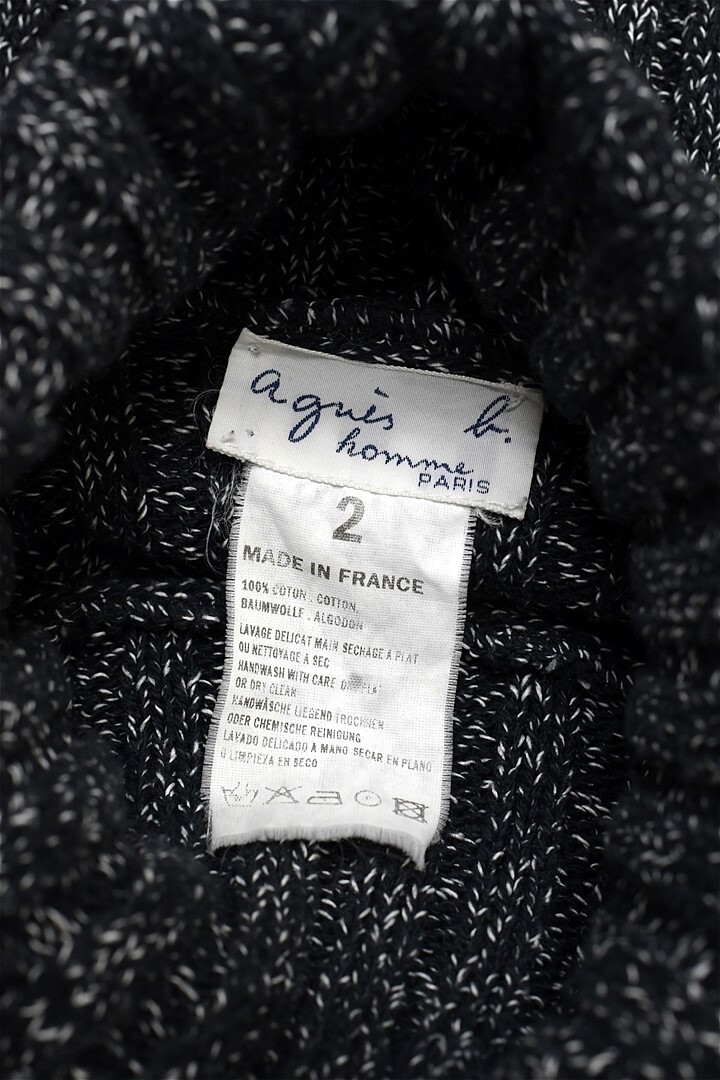 agnès b.
homme
PARIS
2
MADE IN FRANCE
100% COTON . COTTON.
BAUMWOLLE . ALGODON
LAVAGE DELICAT MAIN SECHAGE A PLAT
OU NETTOYAGE A SEC
HANDWASH WITH CARE
OR DRY CLEAN
HANDWÄSCHE LIEGEND TROCHNEN
ODER CHEMISCHE REINIGUNG
LAVADO DELICADO A MANO SECAR EN PLANO
O LIMPIEZA EN SECO